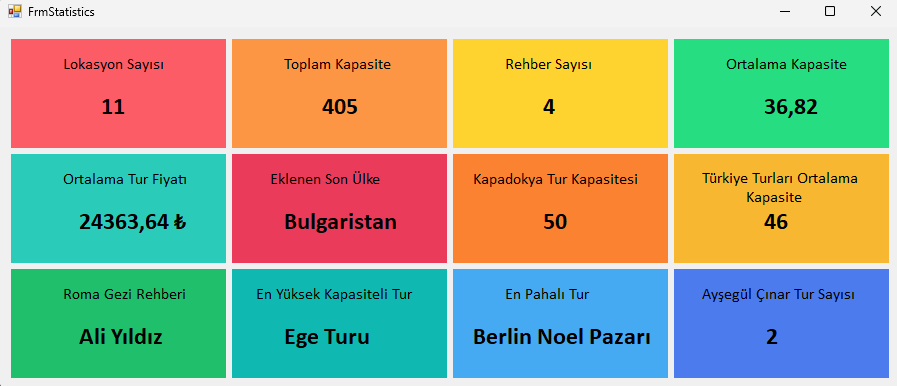 FrmStatistics
Lokasyon Sayısı
11
Toplam Kapasite
405
Rehber Sayısı
4
Ortalama Kapasite
36,82
Ortalama Tur Fiyatı
24363,64 ₺
Eklenen Son Ülke
Bulgaristan
Kapadokya Tur Kapasitesi
50
Türkiye Turları Ortalama
Kapasite
46
Roma Gezi Rehberi
Ali Yıldız
En Yüksek Kapasiteli Tur
Ege Turu
En Pahalı Tur
Berlin Noel Pazarı
Ayşegül Çınar Tur Sayısı
2